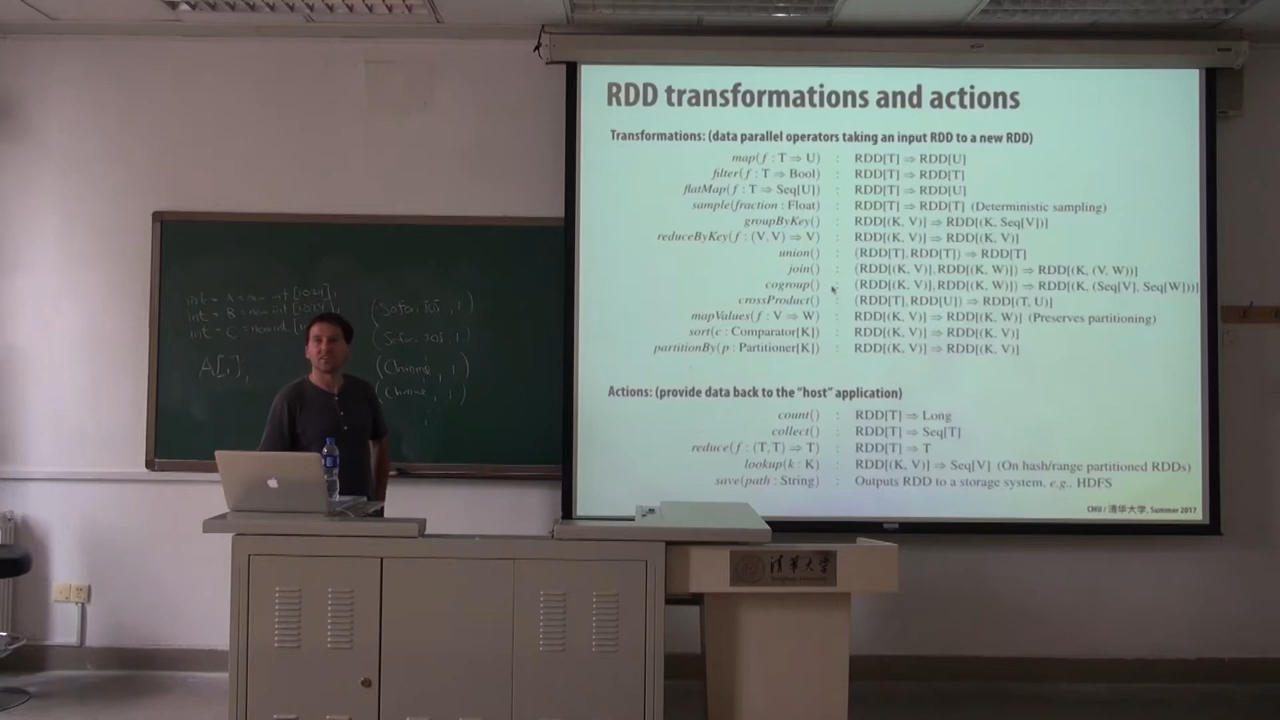 RDD transformations and actions
Transformations: (data parallel operators taking an input RDD to a new RDD)
map(f : T ⇒ U) : RDD[T] ⇒ RDD[U]
filter(f : T ⇒ Bool) : RDD[T] ⇒ RDD[T]
flatMap(f : T ⇒ Seq[U]) : RDD[T] ⇒ RDD[U]
sample(fraction : Float) : RDD[T] ⇒ RDD[T] (Deterministic sampling)
groupByKey() : RDD[(K, V)] ⇒ RDD[(K, Seq[V])]
reduceByKey(f : (V, V) ⇒ V) : RDD[(K, V)] ⇒ RDD[(K, V)]
union() : (RDD[T], RDD[T]) ⇒ RDD[T]
join() : (RDD[(K, V)], RDD[(K, W)]) ⇒ RDD[(K, (V, W))]
cogroup() : (RDD[(K, V)], RDD[(K, W)]) ⇒ RDD[(K, (Seq[V], Seq[W]))]
crossProduct() : (RDD[T], RDD[U]) ⇒ RDD[(T, U)]
mapValues(f : V ⇒ W) : RDD[(K, V)] ⇒ RDD[(K, W)] (Preserves partitioning)
sort(c : Comparator[K]) : RDD[(K, V)] ⇒ RDD[(K, V)]
partitionBy(p : Partitioner[K]) : RDD[(K, V)] ⇒ RDD[(K, V)]
Actions: (provide data back to the "host" application)
count() : RDD[T] ⇒ Long
collect() : RDD[T] ⇒ Seq[T]
reduce(f : (T, T) ⇒ T) : RDD[T] ⇒ T
lookup(k : K) : RDD[(K, V)] ⇒ Seq[V] (On hash/range partitioned RDDs)
save(path : String) : Outputs RDD to a storage system, e.g., HDFS
CMU / 清华大学, Summer 2017
A[i],
(Chrome, 1)
(Chrome, 1)
清华大学